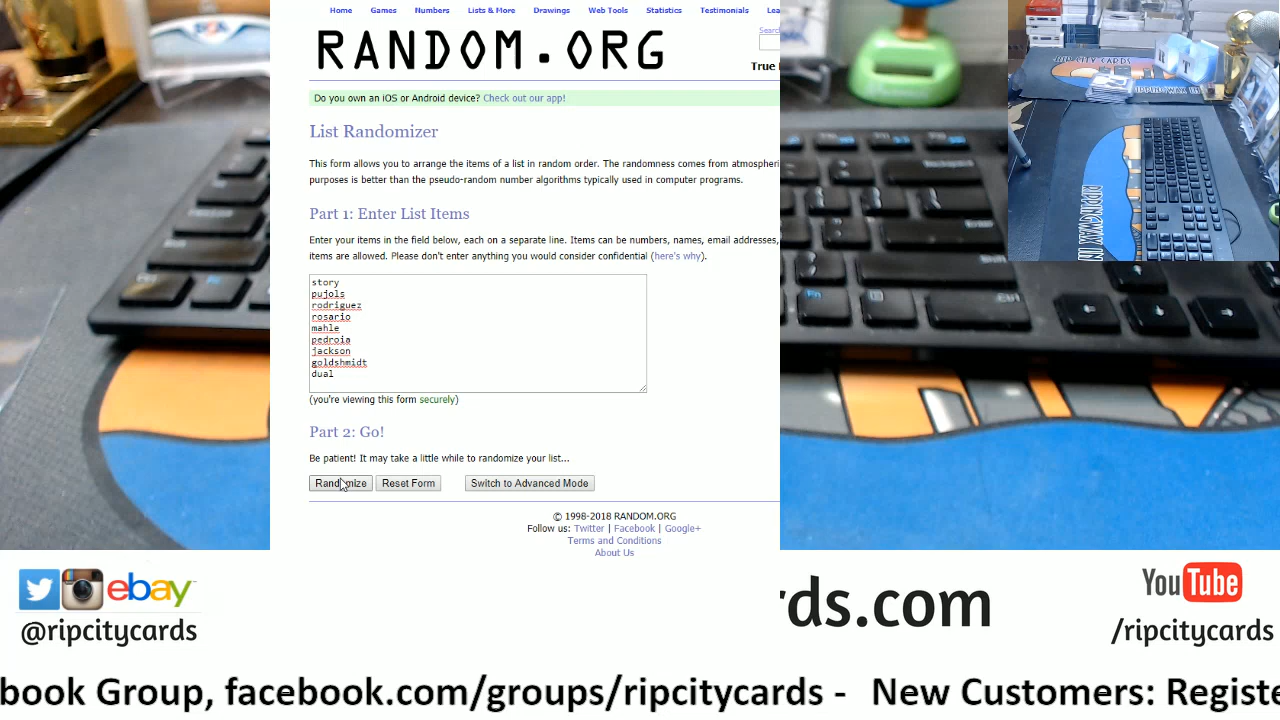 Home Games Numbers Lists & More Drawings Web Tools Statistics Testimonials Lea
RANDOM.ORG
Search
True
Do you own an iOS or Android device? Check out our app!
List Randomizer
This form allows you to arrange the items of a list in random order. The randomness comes from atmospheri
purposes is better than the pseudo-random number algorithms typically used in computer programs.
Part 1: Enter List Items
Enter your items in the field below, each on a separate line. Items can be numbers, names, email addresses,
items are allowed. Please don't enter anything you would consider confidential (here's why).
story
pujols
rodriguez
rosario
mahle
pedroia
jackson
goldshmidt
dual
(you're viewing this form securely)
Part 2: Go!
Be patient! It may take a little while to randomize your list...
Randomize Reset Form Switch to Advanced Mode
© 1998-2018 RANDOM.ORG
Follow us: Twitter | Facebook | Google+
Terms and Conditions
About Us
RIP CITY CARDS
RIPPINGWAX
Fn
ebay
@ripcitycards
rds.com
YouTube
/ripcitycards
book Group, facebook.com/groups/ripcitycards - New Customers: Registe